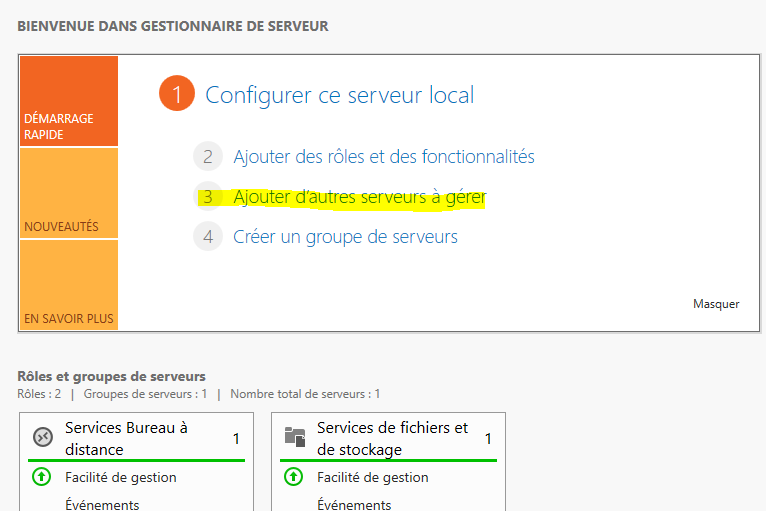 BIENVENUE DANS GESTIONNAIRE DE SERVEUR
1 Configurer ce serveur local
DÉMARRAGE
RAPIDE
2 Ajouter des rôles et des fonctionnalités
3 Ajouter d'autres serveurs à gérer
NOUVEAUTÉS
4 Créer un groupe de serveurs
Masquer
EN SAVOIR PLUS
Rôles et groupes de serveurs
Rôles : 2 | Groupes de serveurs : 1 | Nombre total de serveurs : 1
Services Bureau à
distance
1
Facilité de gestion
Événements
Services de fichiers et
de stockage
1
Facilité de gestion
Événements